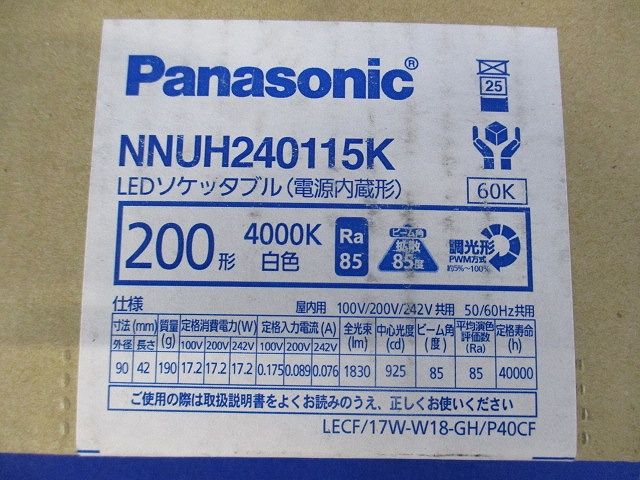 Panasonic®
25
NNUH240115K
LEDソケッタブル(電源内蔵形)
60K
200形
4000K
白色
Ra
85
ビーム角
拡散
85度
調光形
PWM方式
約5%~100%
仕様
屋内用 100V/200V/242V共用 50/60Hz共用
寸法(mm) 質量(g) 定格消費電力(W) 定格入力電流(A) 全光束(lm) 中心光度(cd) ビーム角(度) 平均演色評価数(Ra) 定格寿命(h)
外径 長さ 100V 200V 242V 100V 200V 242V
90 42 190 17.2 17.2 17.2 0.175 0.089 0.076 1830 925 85 85 40000
ご使用の際は取扱説明書をよくお読みのうえ、正しくお使いください
LECF/17W-W18-GH/P40CF